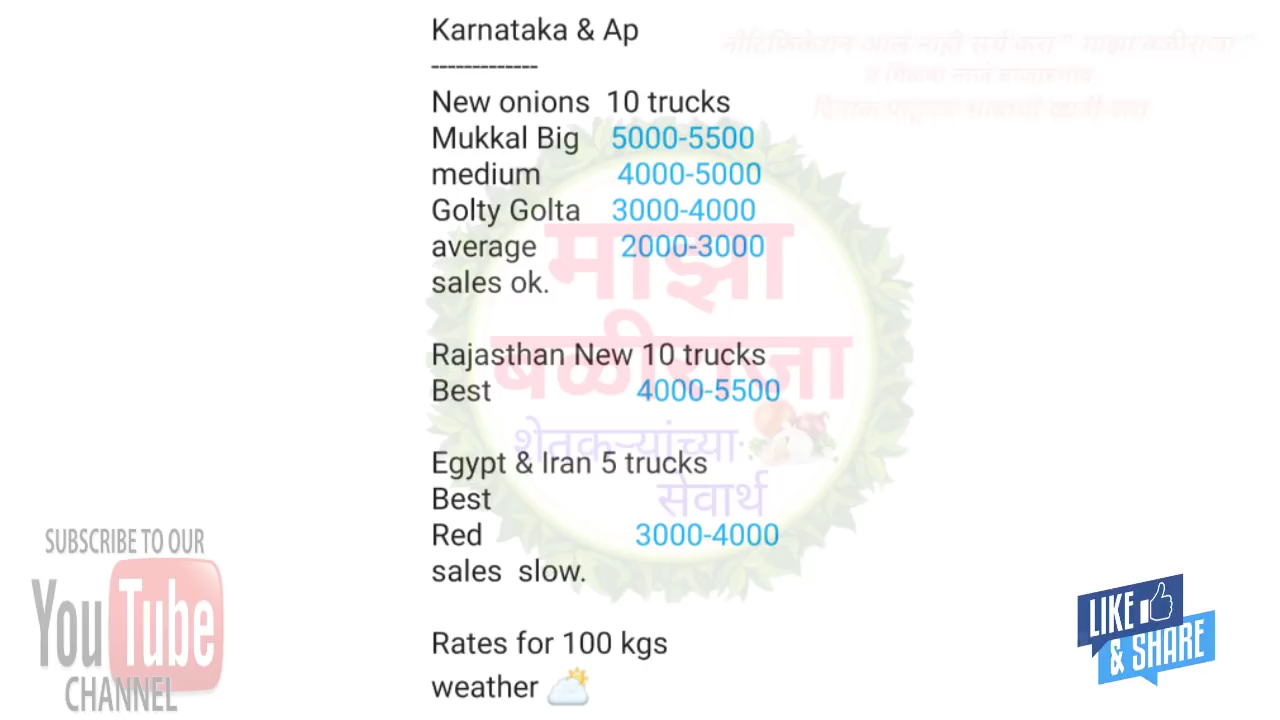 Karnataka & Ap
-------------
New onions 10 trucks
Mukkal Big 5000-5500
medium 4000-5000
Golty Golta 3000-4000
average 2000-3000
sales ok.
Rajasthan New 10 trucks
Best 4000-5500
Egypt & Iran 5 trucks
Best
Red 3000-4000
sales slow.
Rates for 100 kgs
weather
माझा
बळीराजा
शेतकऱ्यांच्या
सेवार्थ
SUBSCRIBE TO OUR
YouTube
CHANNEL
LIKE
& SHARE